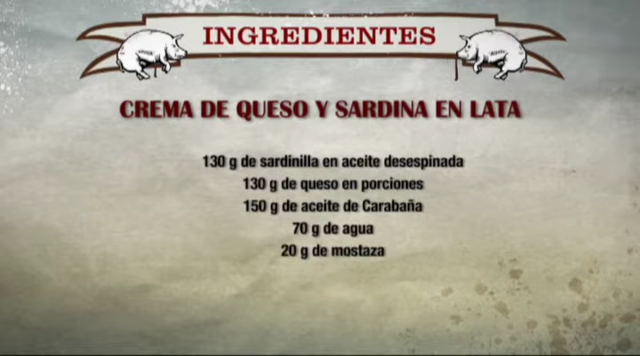 INGREDIENTES
CREMA DE QUESO Y SARDINA EN LATA
130 g de sardinilla en aceite desespinada
130 g de queso en porciones
150 g de aceite de Carabaña
70 g de agua
20 g de mostaza